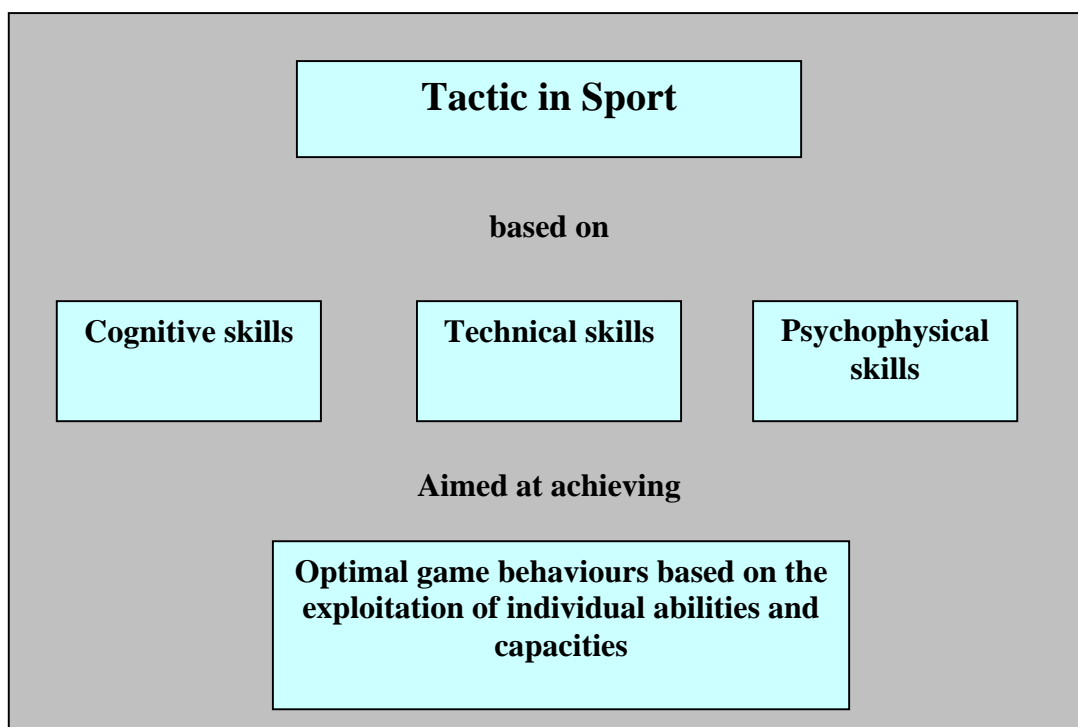 Tactic in Sport
based on
Cognitive skills
Technical skills
Psychophysical
skills
Aimed at achieving
Optimal game behaviours based on the
exploitation of individual abilities and
capacities